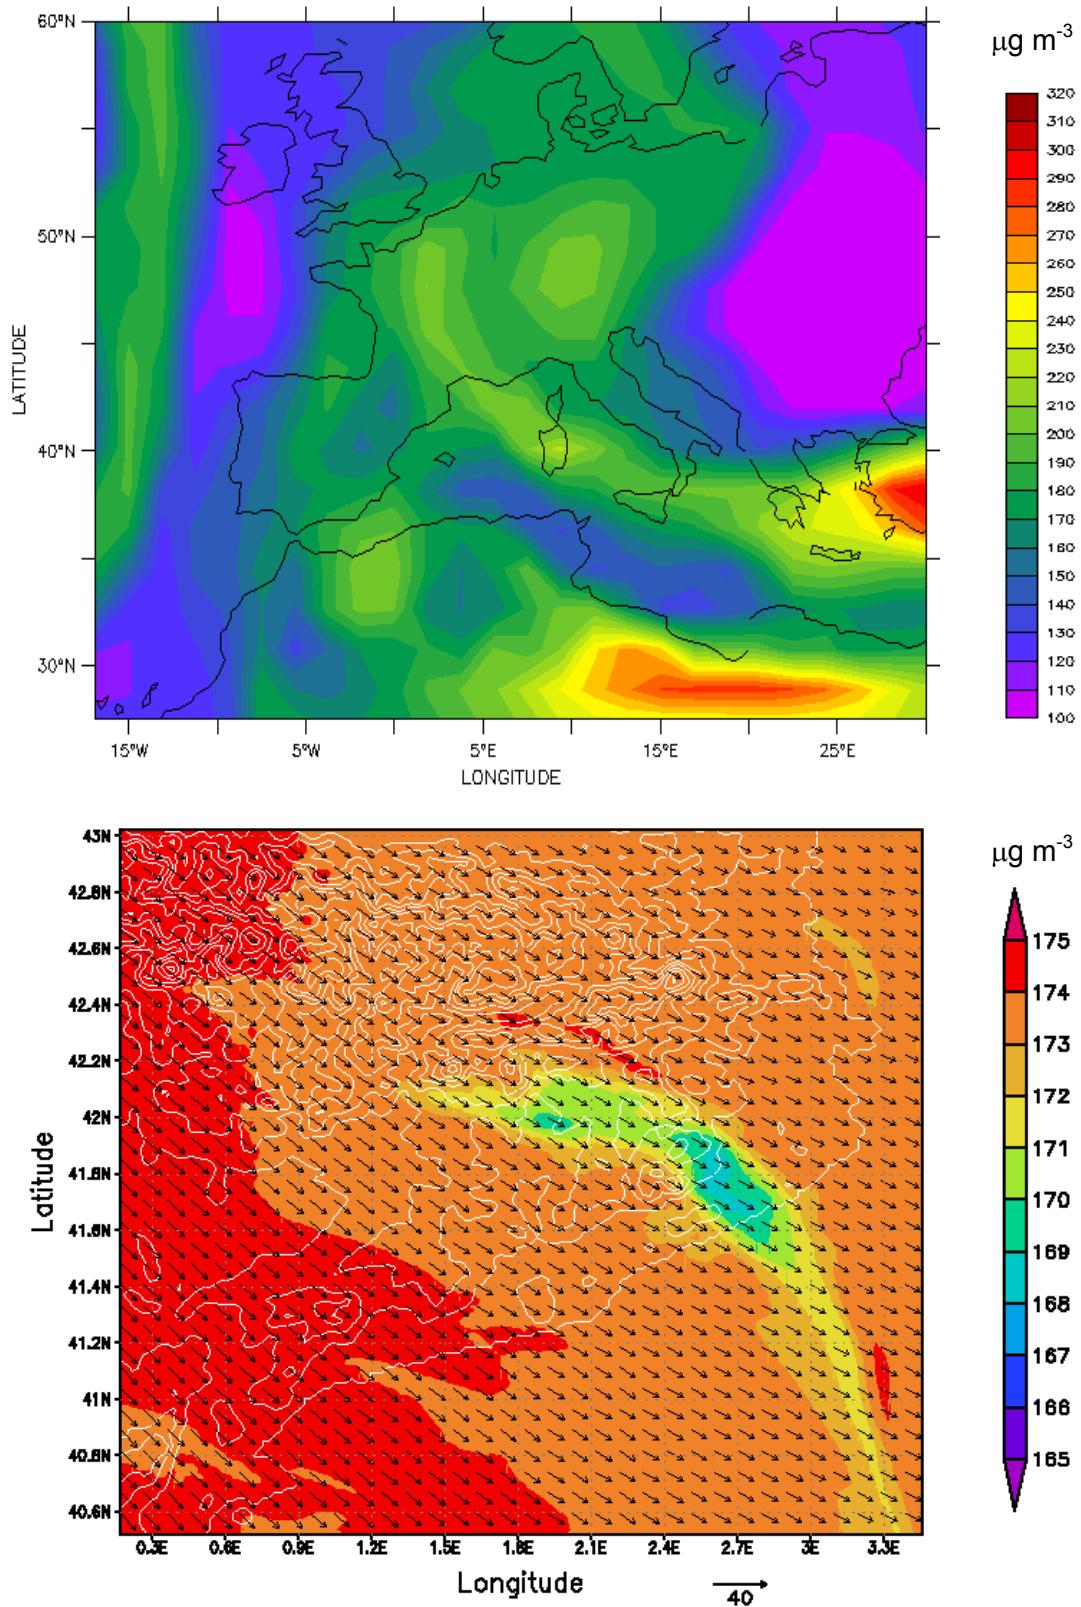 60°N
50°N
40°N
30°N
LATITUDE
15°W
5°W
5°E
15°E
25°E
LONGITUDE
μg m-3
320
310
300
290
280
270
260
250
240
230
220
210
200
190
180
170
160
150
140
130
120
110
100
43N
42.8N
42.6N
42.4N
42.2N
42N
41.8N
41.6N
41.4N
41.2N
41N
40.8N
40.6N
Latitude
0.3E
0.6E
0.9E
1.2E
1.5E
1.8E
2.1E
2.4E
2.7E
3E
3.3E
Longitude
40
μg m-3
175
174
173
172
171
170
169
168
167
166
165